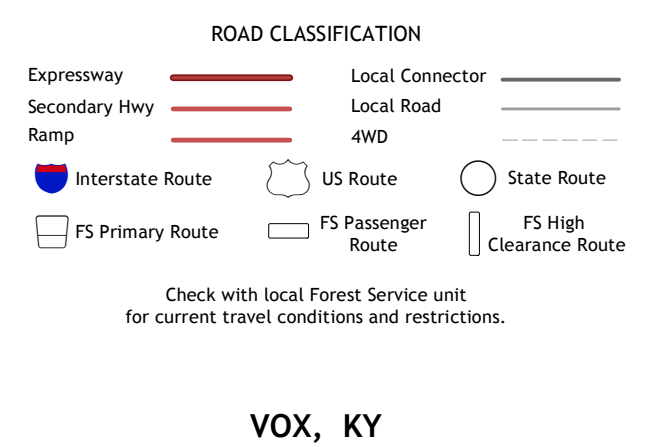 ROAD CLASSIFICATION
Expressway
Local Connector
Secondary Hwy
Local Road
Ramp
4WD
Interstate Route
US Route
State Route
FS Primary Route
FS Passenger
Route
FS High
Clearance Route
Check with local Forest Service unit
for current travel conditions and restrictions.
VOX, KY